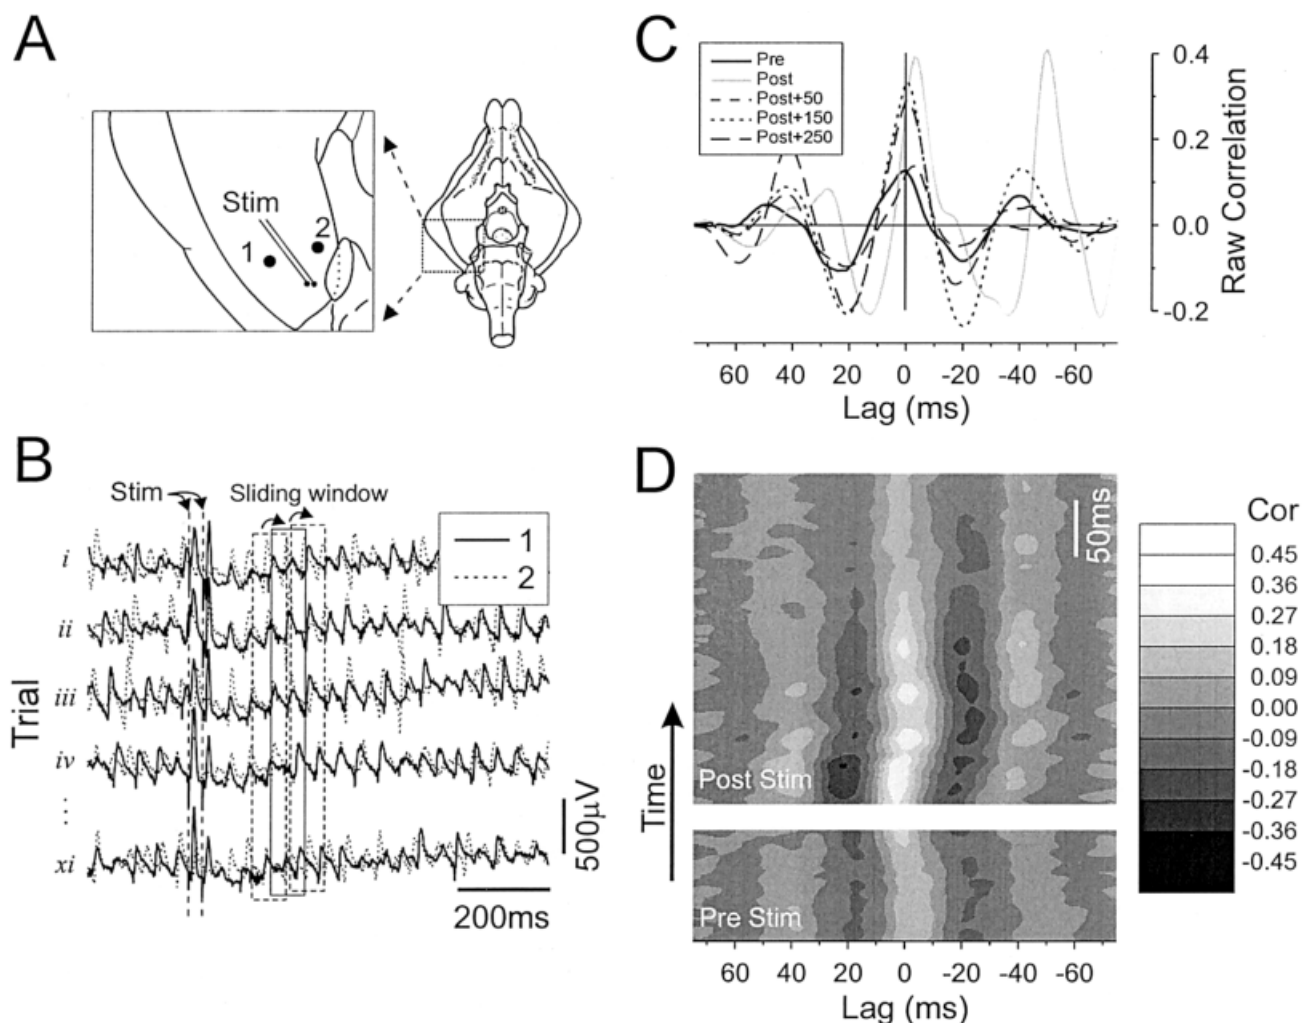 A
Stim
1
2
C
Pre
Post
Post+50
Post+150
Post+250
0.4
0.2
0.0
-0.2
Raw Correlation
60 40 20 0 -20 -40 -60
Lag (ms)
B
Stim
Sliding window
1
2
i
ii
iii
iv
⋮
xi
Trial
500µV
200ms
D
50ms
Post Stim
Pre Stim
Time
60 40 20 0 -20 -40 -60
Lag (ms)
Cor
0.45
0.36
0.27
0.18
0.09
0.00
-0.09
-0.18
-0.27
-0.36
-0.45